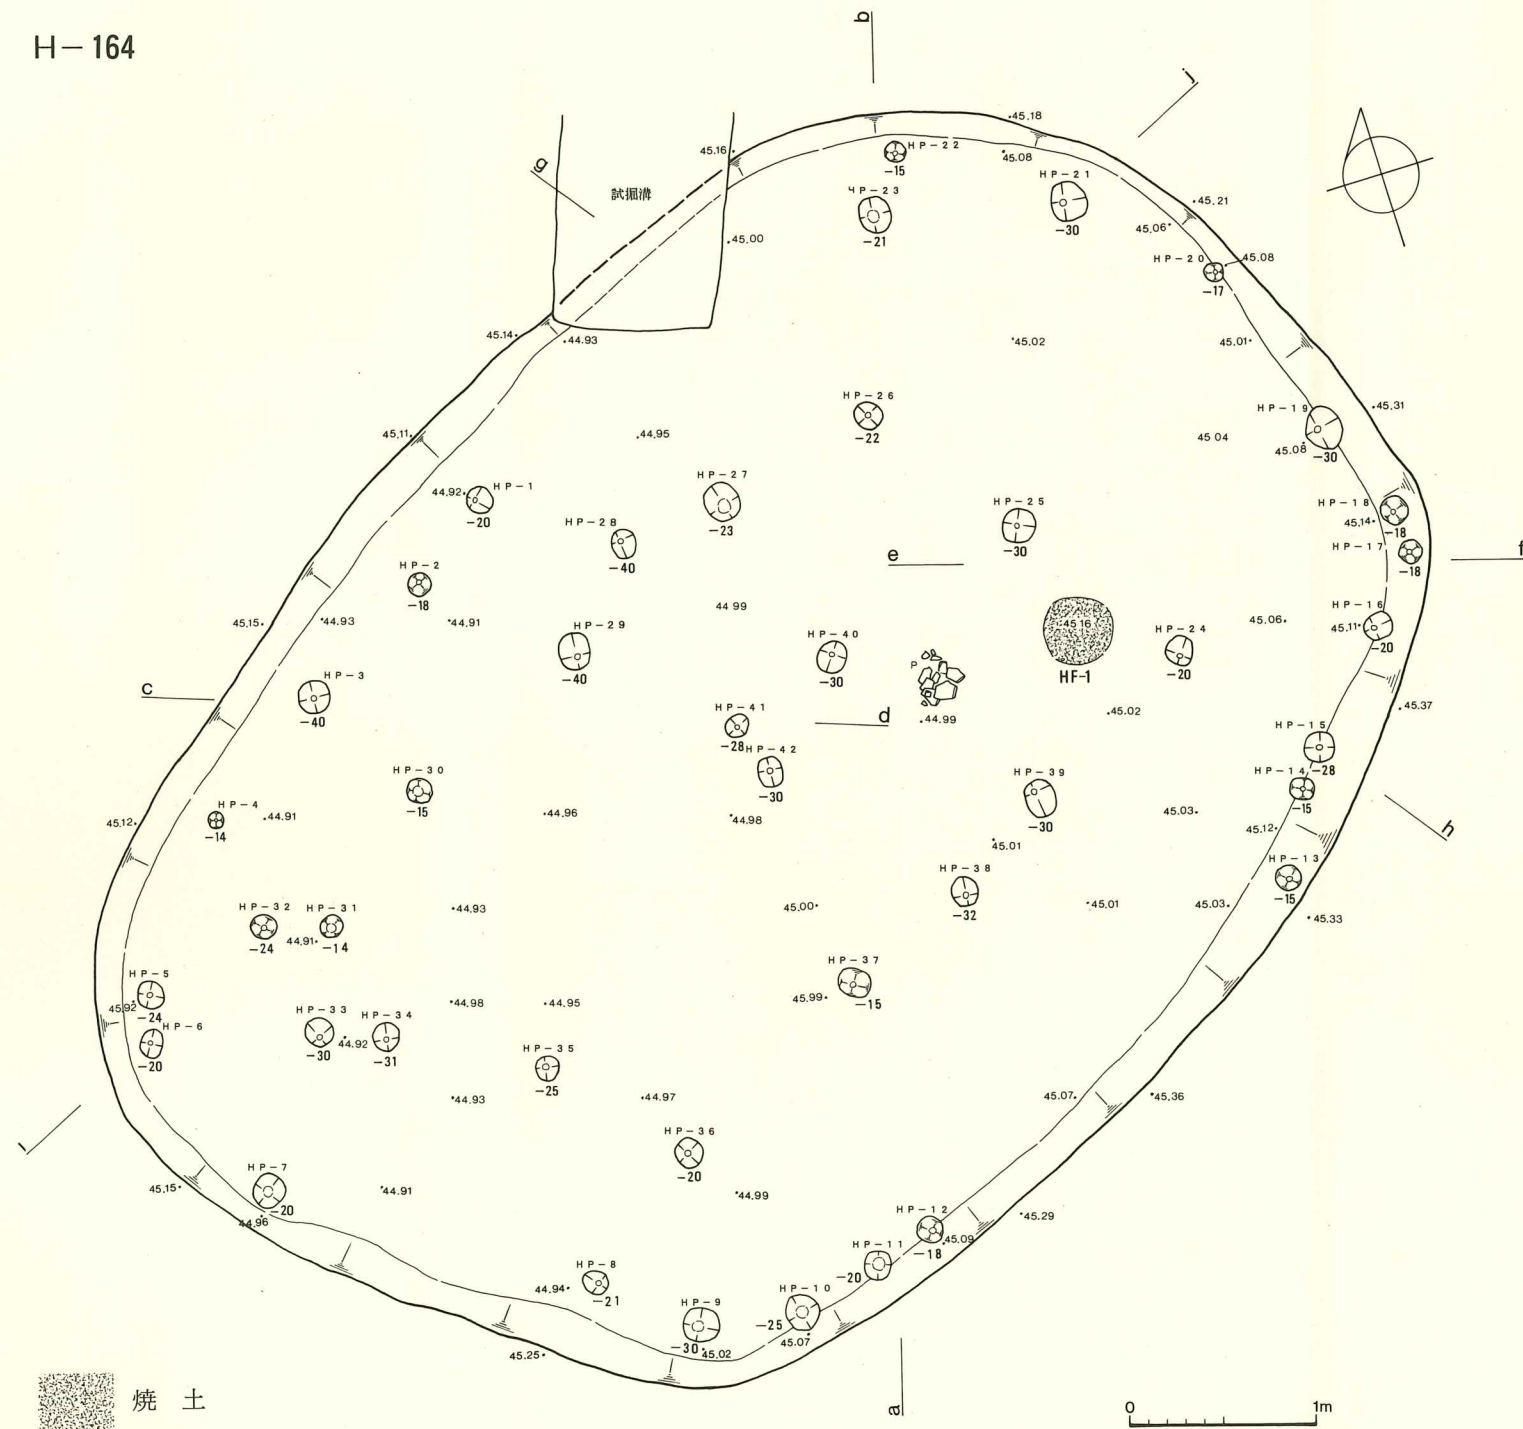 H-164
b
j
g
試掘溝
45.16
45.18
HP-22
-15
45.08
HP-21
-30
HP-23
-21
45.21
45.06
45.00
HP-20
45.08
-17
45.14
44.93
45.02
45.01
HP-26
-22
45.31
HP-19
45.11
44.95
45 04
45.08
-30
HP-27
-23
44.92
HP-1
-20
HP-25
-30
HP-18
45.14
-18
HP-28
-40
HP-17
-18
e
f
HP-2
-18
44 99
45 16
HF-1
HP-16
45.11
-20
45.15
44.93
44.91
HP-29
-40
HP-40
-30
P
HP-24
-20
45.06
HP-3
-40
c
HP-41
-28
d
44.99
45.02
45.37
HP-42
-30
HP-15
-28
HP-30
-15
HP-39
-30
HP-14
-15
HP-4
-14
44.91
45.12
44.96
44.98
45.03
45.12
h
45.01
HP-38
-32
HP-13
-15
HP-32
-24
HP-31
-14
44.91
44.93
45.00
45.01
45.03
45.33
HP-5
45.92
-24
HP-37
-15
44.98
44.95
45.99
HP-6
-20
HP-33
-30
44.92
HP-34
-31
HP-35
-25
44.93
44.97
45.07
45.36
i
HP-36
-20
HP-7
-20
45.15
44.91
44.99
44.96
HP-12
-18
45.09
45.29
HP-11
-20
HP-8
-21
44.94
HP-10
-25
45.07
HP-9
-30
45.02
45.25
a
焼 土
0 1m